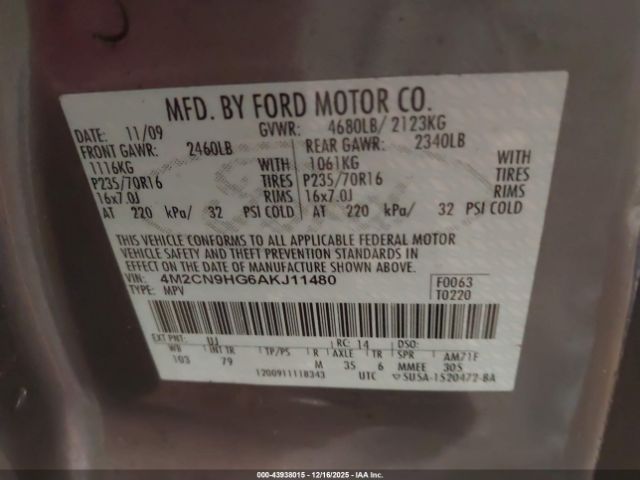 MFD. BY FORD MOTOR CO.
DATE: 11/09 GVWR: 4680LB/ 2123KG
FRONT GAWR: 2460LB REAR GAWR: 2340LB
1116KG WITH 1061KG WITH
P235/70R16 TIRES P235/70R16 TIRES
16x7.0J RIMS 16x7.0J RIMS
AT 220 kPa/ 32 PSI COLD AT 220 kPa/ 32 PSI COLD
THIS VEHICLE CONFORMS TO ALL APPLICABLE FEDERAL MOTOR
VEHICLE SAFETY AND THEFT PREVENTION STANDARDS IN
EFFECT ON THE DATE OF MANUFACTURE SHOWN ABOVE.
VIN: 4M2CN9HG6AKJ11480 F0063
TYPE: MPV T0220
EXT PNT: UJ RC: 14 DSO:
WB INT TR TP/PS R AXLE TR SPR AM71F
103 79 M 35 6 MMEE 305
1200911118343 UTC ▽5USA-1520472-BA
00-43938015 - 12/16/2025 - IAA Inc.